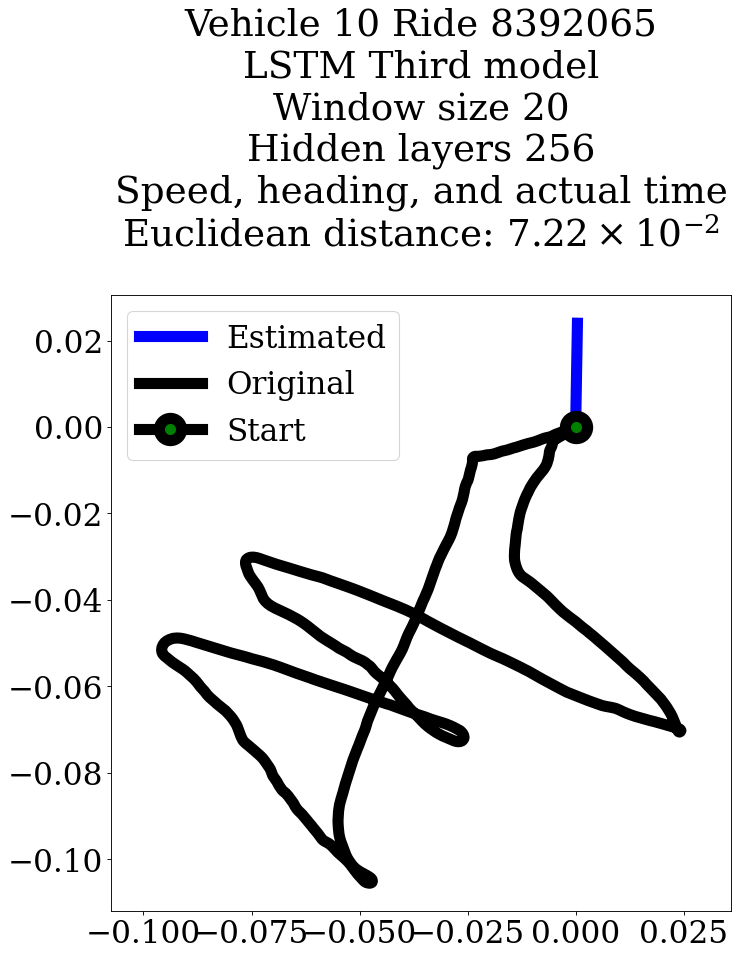 Vehicle 10 Ride 8392065
LSTM Third model
Window size 20
Hidden layers 256
Speed, heading, and actual time
Euclidean distance: 7.22 × 10⁻²
Estimated
Original
Start
0.02
0.00
−0.02
−0.04
−0.06
−0.08
−0.10
−0.100 −0.075 −0.050 −0.025 0.000 0.025